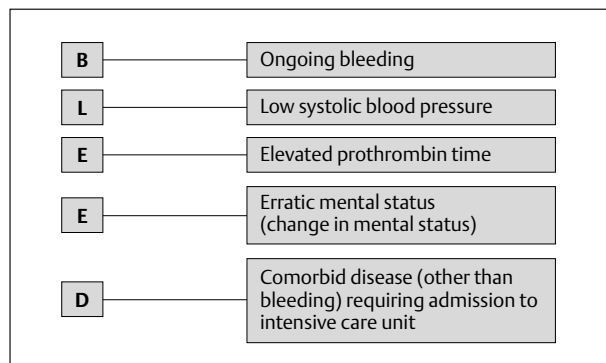 B Ongoing bleeding
L Low systolic blood pressure
E Elevated prothrombin time
E Erratic mental status
(change in mental status)
D Comorbid disease (other than
bleeding) requiring admission to
intensive care unit